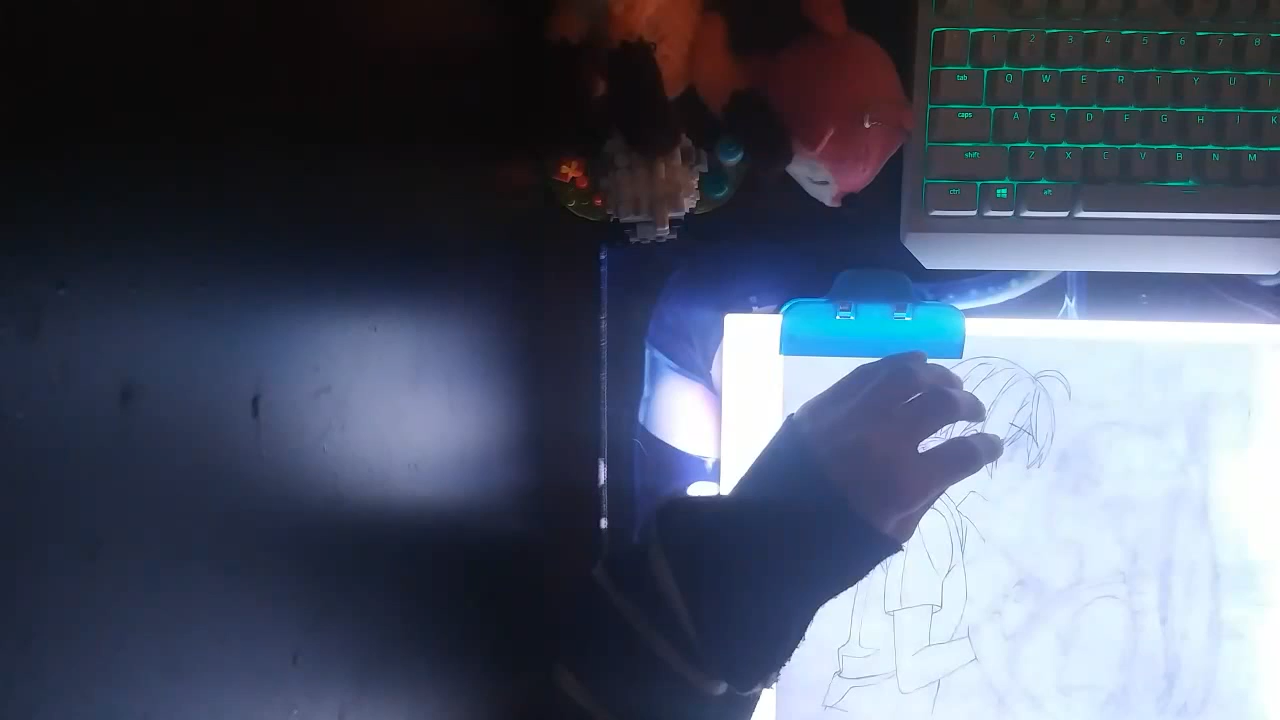 1 2 3 4 5 6 7 8
tab Q W E R T Y U I
caps A S D F G H J K
shift Z X C V B N M
ctrl alt